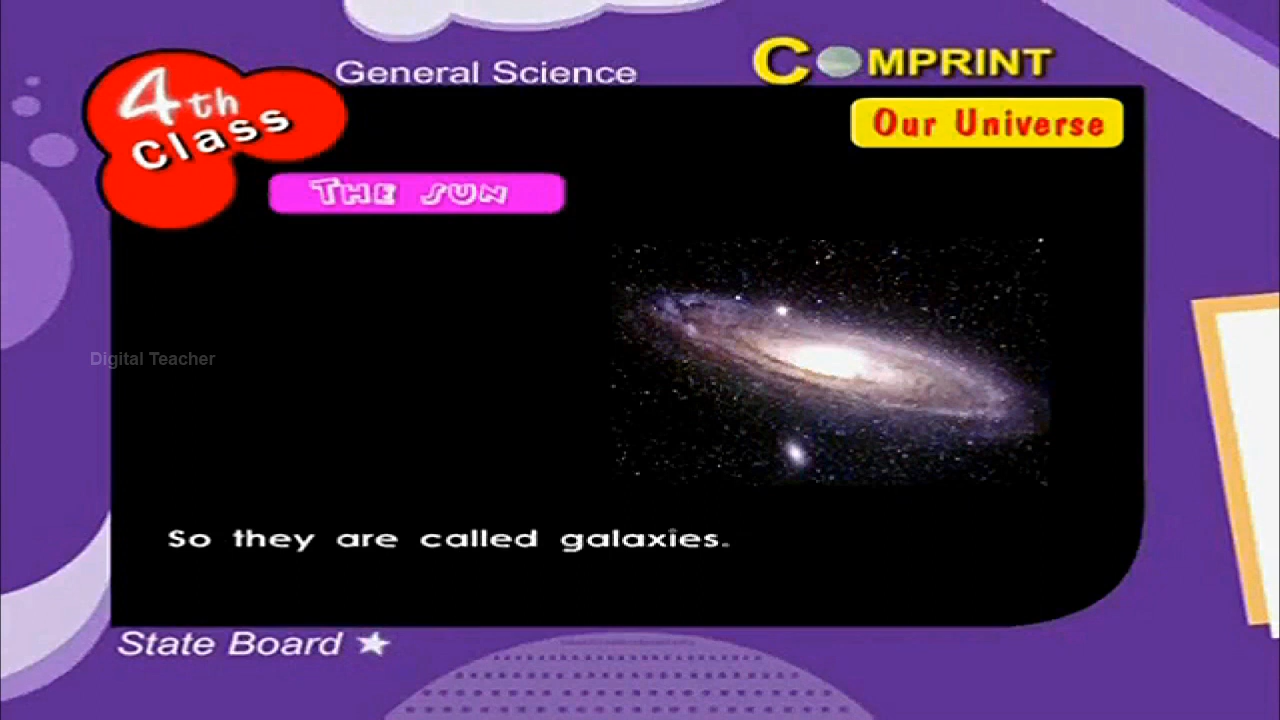 General Science
COMPRINT
4th
Class
Our Universe
The sun
Digital Teacher
So they are called galaxies.
State Board